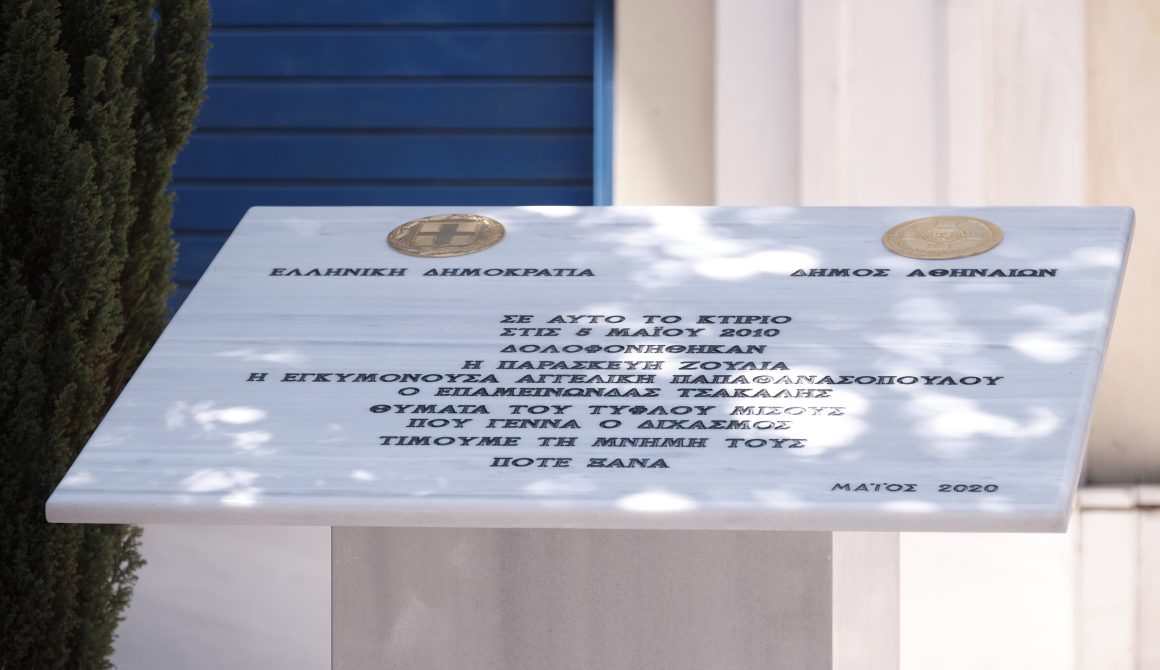 ΕΛΛΗΝΙΚΗ ΔΗΜΟΚΡΑΤΙΑ
ΔΗΜΟΣ ΑΘΗΝΑΙΩΝ
ΣΕ ΑΥΤΟ ΤΟ ΚΤΙΡΙΟ
ΣΤΙΣ 5 ΜΑΪΟΥ 2010
ΔΟΛΟΦΟΝΗΘΗΚΑΝ
Η ΠΑΡΑΣΚΕΥΗ ΖΟΥΛΙΑ
Η ΕΓΚΥΜΟΝΟΥΣΑ ΑΓΓΕΛΙΚΗ ΠΑΠΑΘΑΝΑΣΟΠΟΥΛΟΥ
Ο ΕΠΑΜΕΙΝΩΝΔΑΣ ΤΣΑΚΑΛΗΣ
ΘΥΜΑΤΑ ΤΟΥ ΤΥΦΛΟΥ ΜΙΣΟΥΣ
ΠΟΥ ΓΕΝΝΑ Ο ΔΙΧΑΣΜΟΣ
ΤΙΜΟΥΜΕ ΤΗ ΜΝΗΜΗ ΤΟΥΣ
ΠΟΤΕ ΞΑΝΑ
ΜΑΪΟΣ 2020